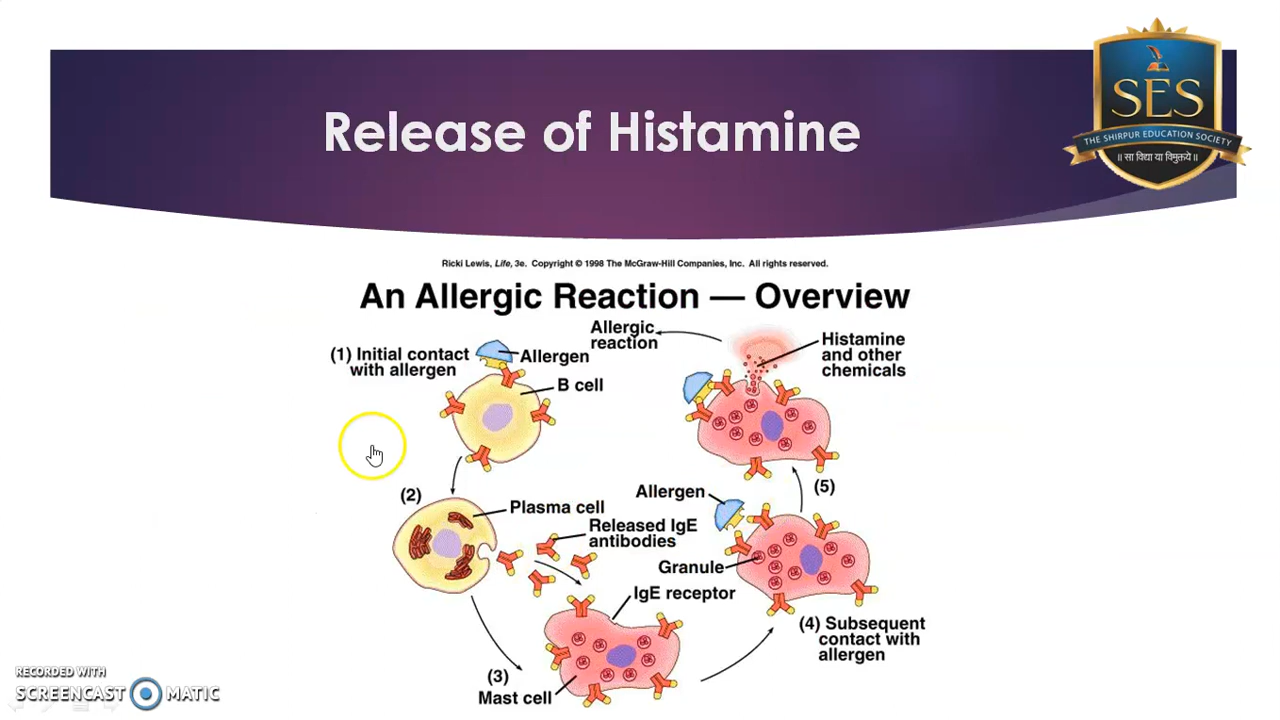 Release of Histamine
SES
THE SHIRPUR EDUCATION SOCIETY
|| सा विद्या या विमुक्तये ||
Ricki Lewis, Life, 3e. Copyright © 1998 The McGraw-Hill Companies, Inc. All rights reserved.
An Allergic Reaction — Overview
(1) Initial contact
with allergen
Allergen
B cell
Allergic
reaction
Histamine
and other
chemicals
(2)
Plasma cell
Released IgE
antibodies
Allergen
(5)
Granule
IgE receptor
(3)
Mast cell
(4) Subsequent
contact with
allergen
RECORDED WITH
SCREENCAST MATIC